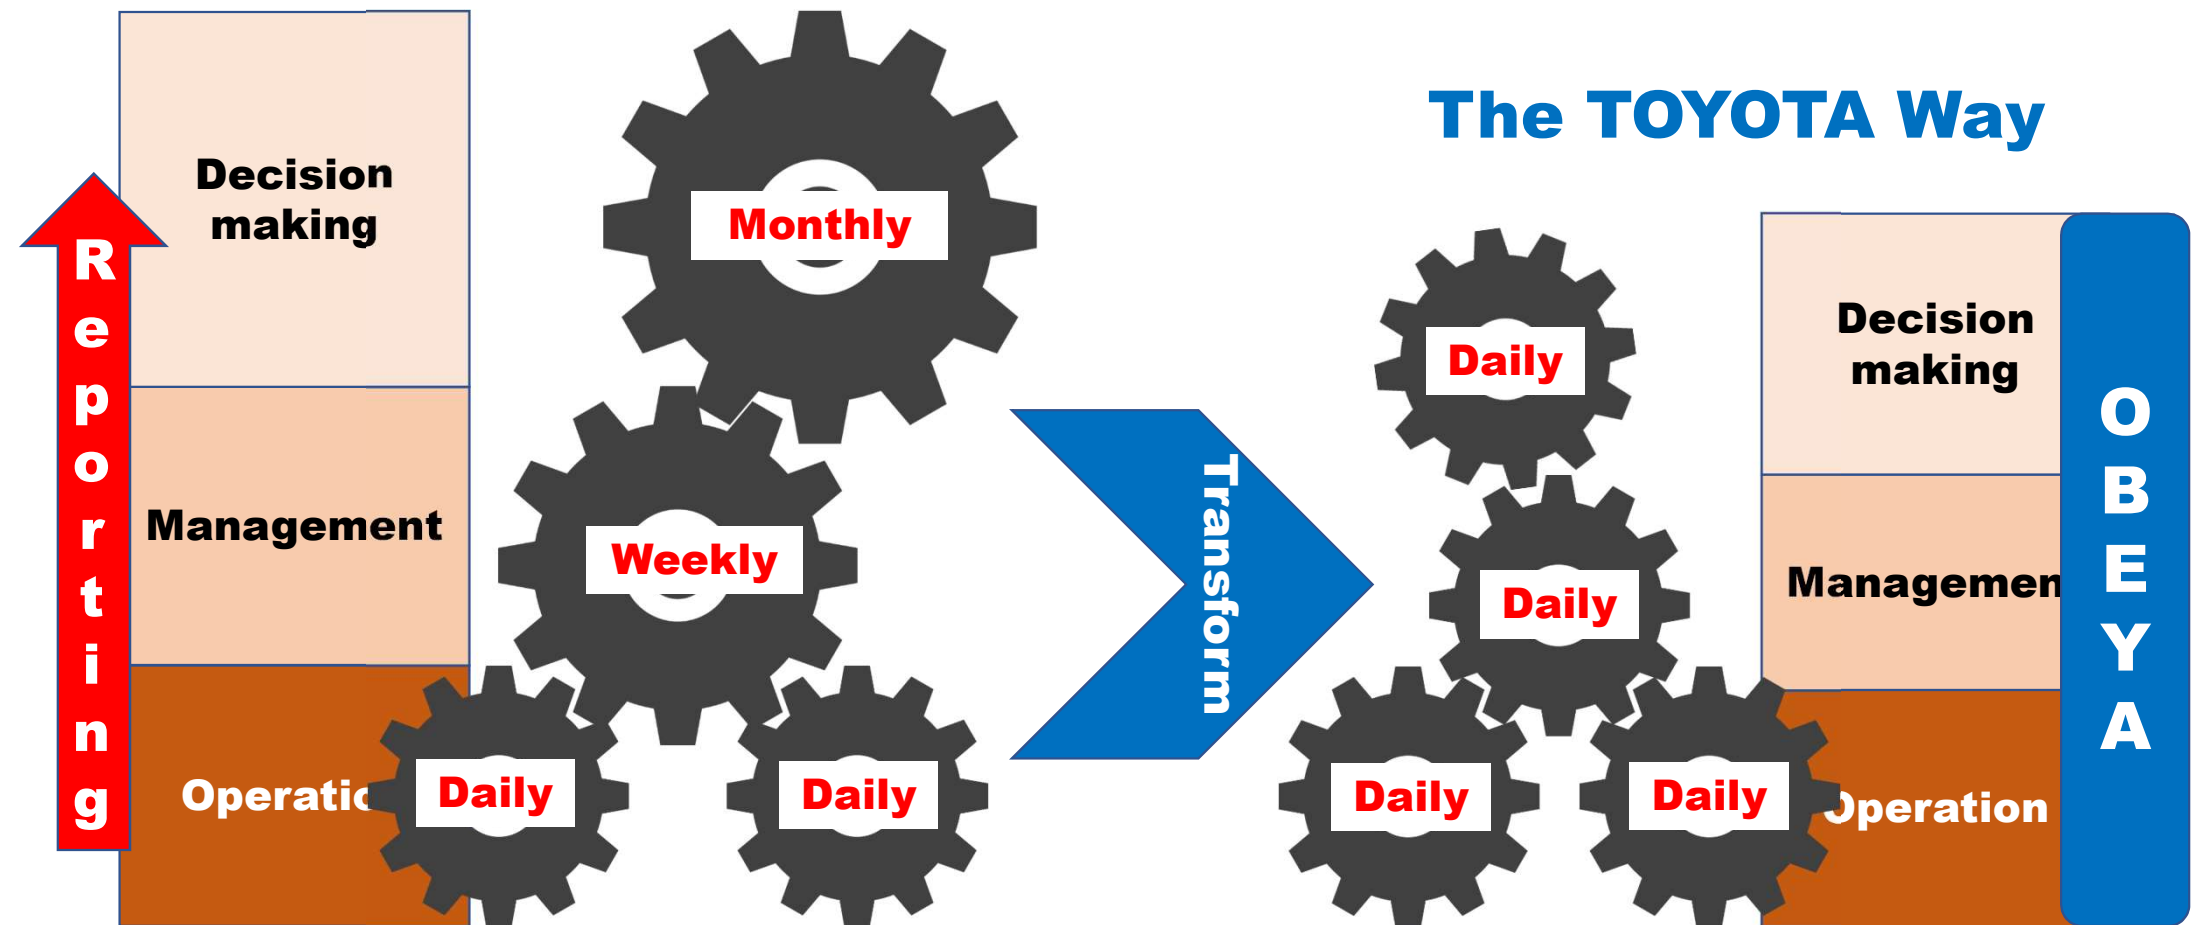 Decision
making
Reporting
Management
Operatio
Monthly
Weekly
Daily
Daily
Transform
The TOYOTA Way
Daily
Daily
Daily
Daily
Decision
making
Managemen
Operation
OBEYA